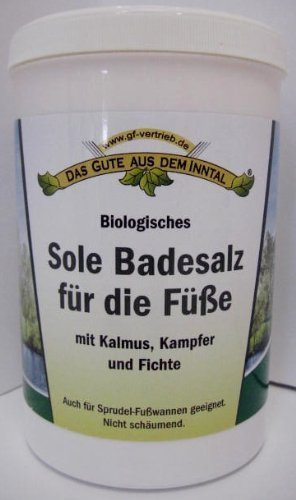 www.gf-vertrieb.de
DAS GUTE AUS DEM INNTAL ®
Biologisches
Sole Badesalz
für die Füße
mit Kalmus, Kampfer
und Fichte
Auch für Sprudel-Fußwannen geeignet.
Nicht schäumend.